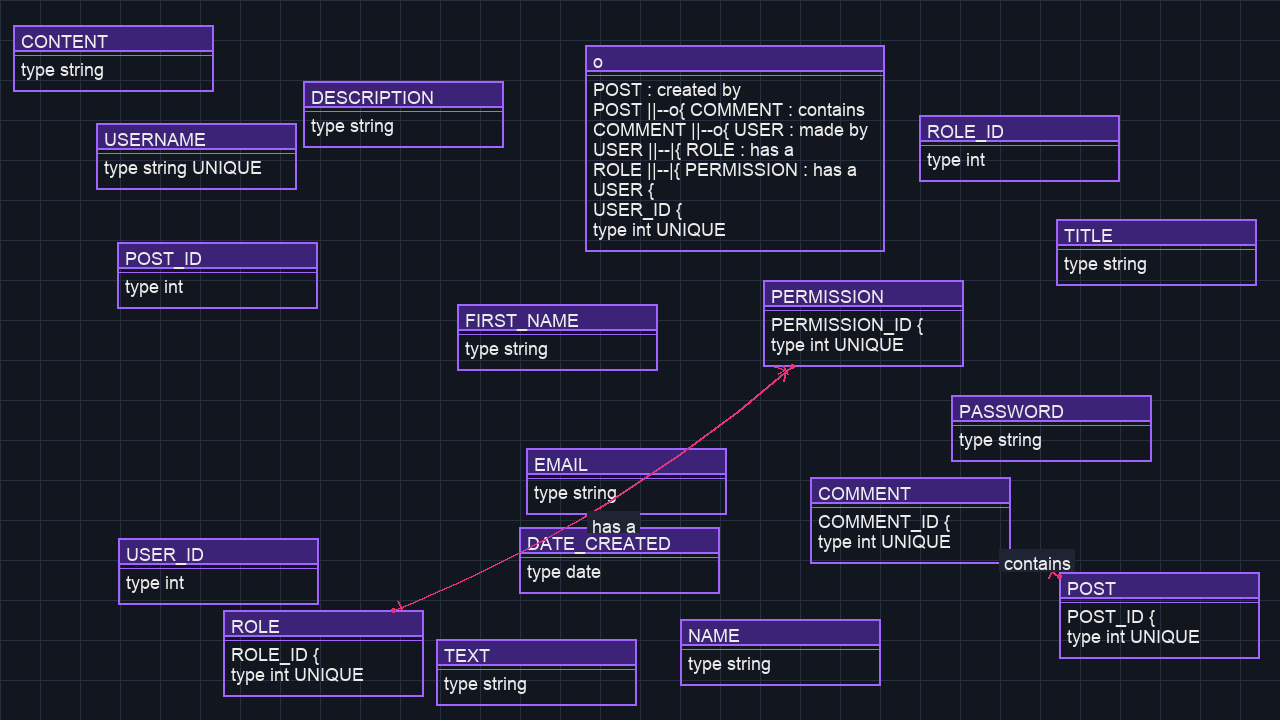 CONTENT
type string
DESCRIPTION
type string
USERNAME
type string UNIQUE
o
POST : created by
POST ||--o{ COMMENT : contains
COMMENT ||--o{ USER : made by
USER ||--|{ ROLE : has a
ROLE ||--|{ PERMISSION : has a
USER {
USER_ID {
type int UNIQUE
ROLE_ID
type int
TITLE
type string
POST_ID
type int
FIRST_NAME
type string
PERMISSION
PERMISSION_ID {
type int UNIQUE
PASSWORD
type string
EMAIL
type string
COMMENT
COMMENT_ID {
type int UNIQUE
has a
DATE_CREATED
type date
contains
USER_ID
type int
POST
POST_ID {
type int UNIQUE
ROLE
ROLE_ID {
type int UNIQUE
TEXT
type string
NAME
type string